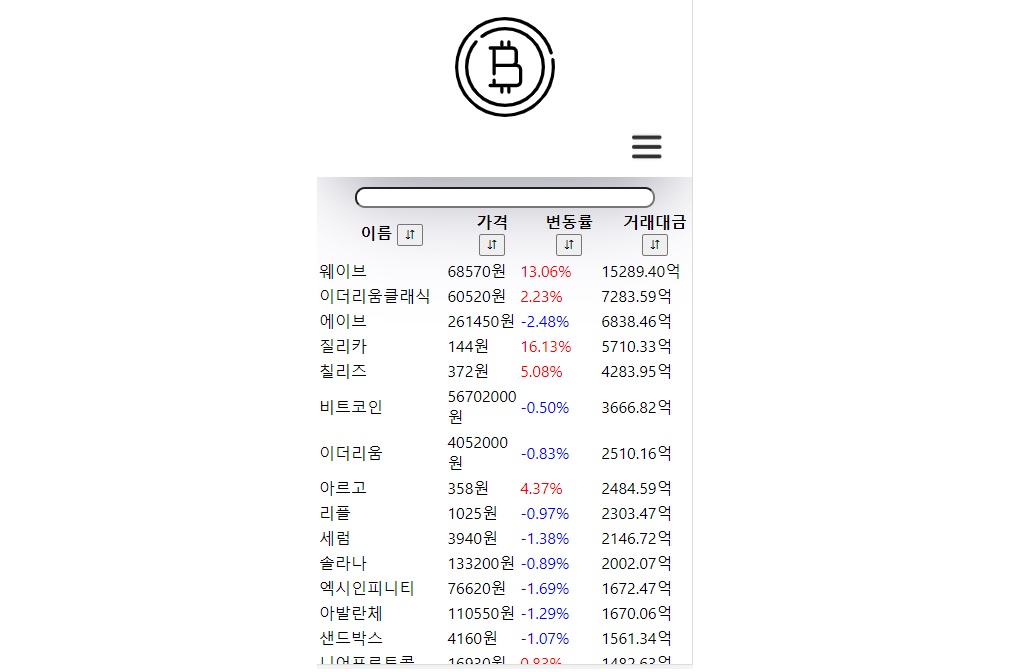 이름 가격 변동률 거래대금
웨이브 68570원 13.06% 15289.40억
이더리움클래식 60520원 2.23% 7283.59억
에이브 261450원 -2.48% 6838.46억
질리카 144원 16.13% 5710.33억
칠리즈 372원 5.08% 4283.95억
비트코인 56702000원 -0.50% 3666.82억
이더리움 4052000원 -0.83% 2510.16억
아르고 358원 4.37% 2484.59억
리플 1025원 -0.97% 2303.47억
세럼 3940원 -1.38% 2146.72억
솔라나 133200원 -0.89% 2002.07억
엑시인피니티 76620원 -1.69% 1672.47억
아발란체 110550원 -1.29% 1670.06억
샌드박스 4160원 -1.07% 1561.34억
니어프로토콜 16930원 0.83% 1482.63억